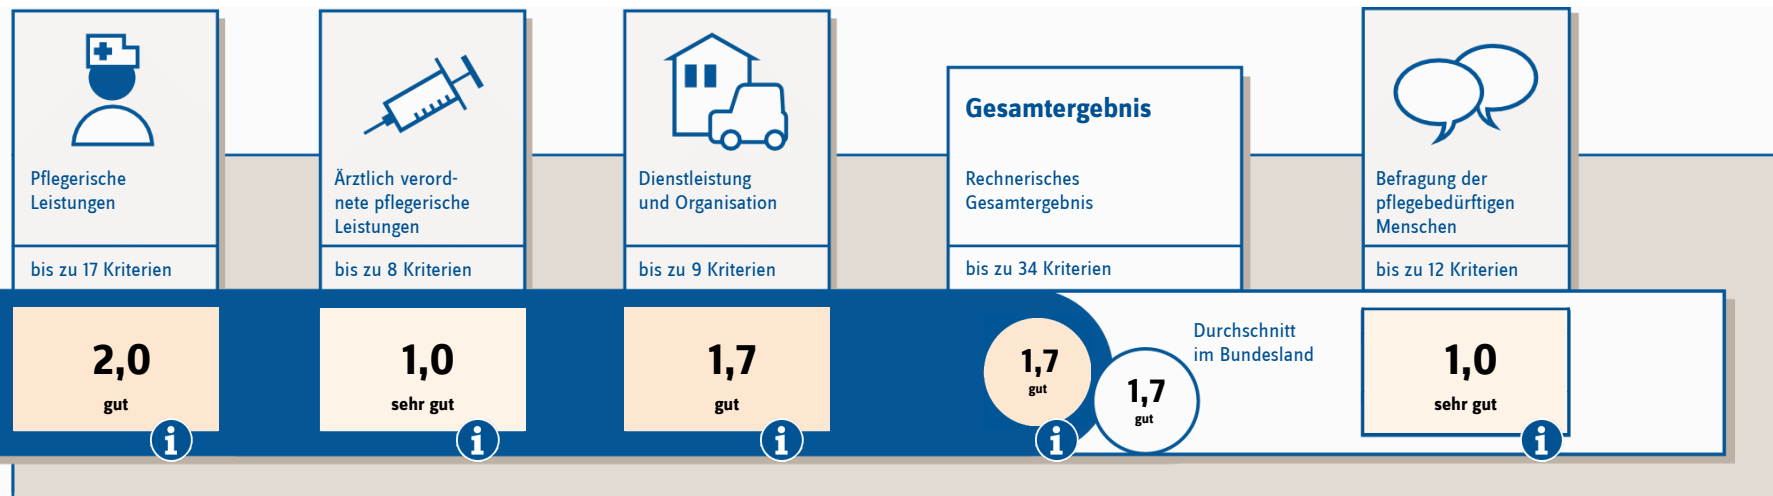 Pflegerische
Leistungen
bis zu 17 Kriterien
2,0
gut
i
Ärztlich verord-
nete pflegerische
Leistungen
bis zu 8 Kriterien
1,0
sehr gut
i
Dienstleistung
und Organisation
bis zu 9 Kriterien
1,7
gut
i
Gesamtergebnis
Rechnerisches
Gesamtergebnis
bis zu 34 Kriterien
1,7
gut
i
Durchschnitt
im Bundesland
1,7
gut
Befragung der
pflegebedürftigen
Menschen
bis zu 12 Kriterien
1,0
sehr gut
i